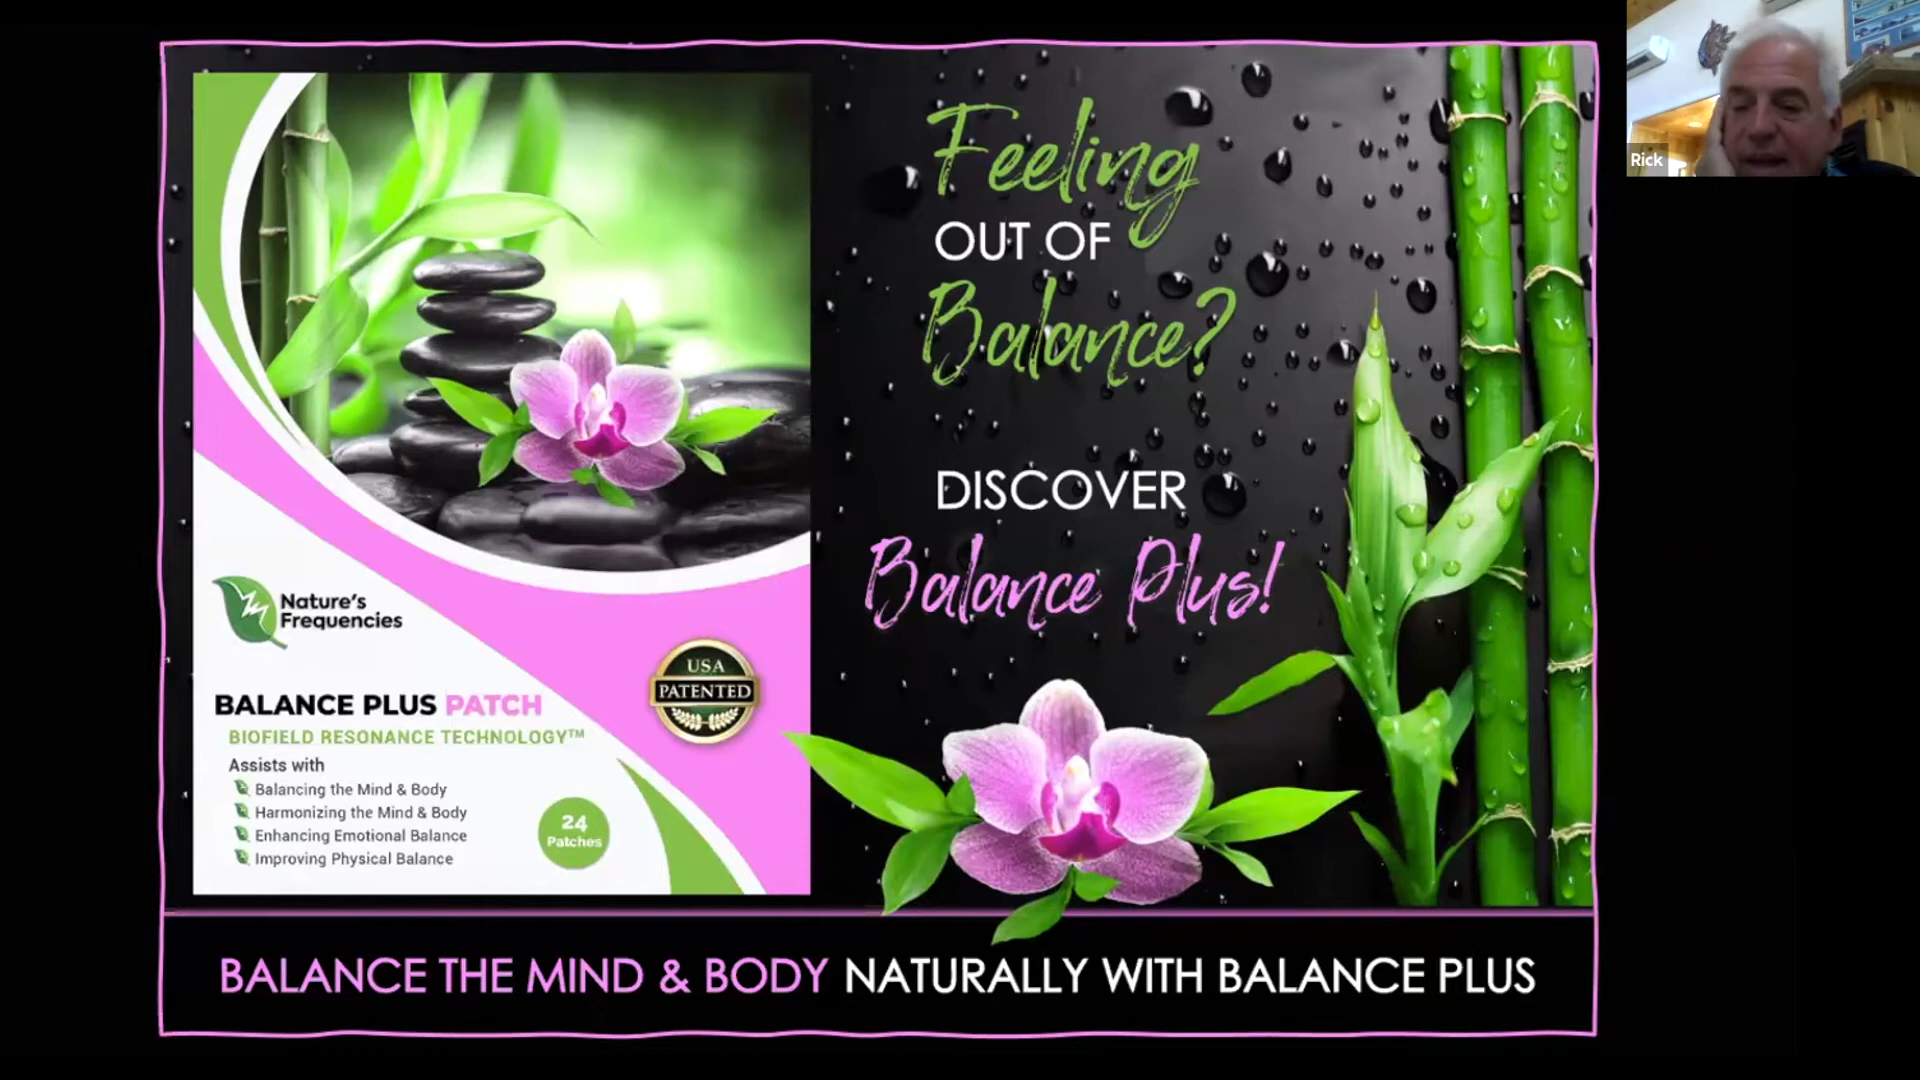 Feeling
OUT OF
Balance?
DISCOVER
Balance Plus!
Nature's
Frequencies
USA
PATENTED
BALANCE PLUS PATCH
BIOFIELD RESONANCE TECHNOLOGY™
Assists with
Balancing the Mind & Body
Harmonizing the Mind & Body
Enhancing Emotional Balance
Improving Physical Balance
24
Patches
BALANCE THE MIND & BODY NATURALLY WITH BALANCE PLUS
Rick